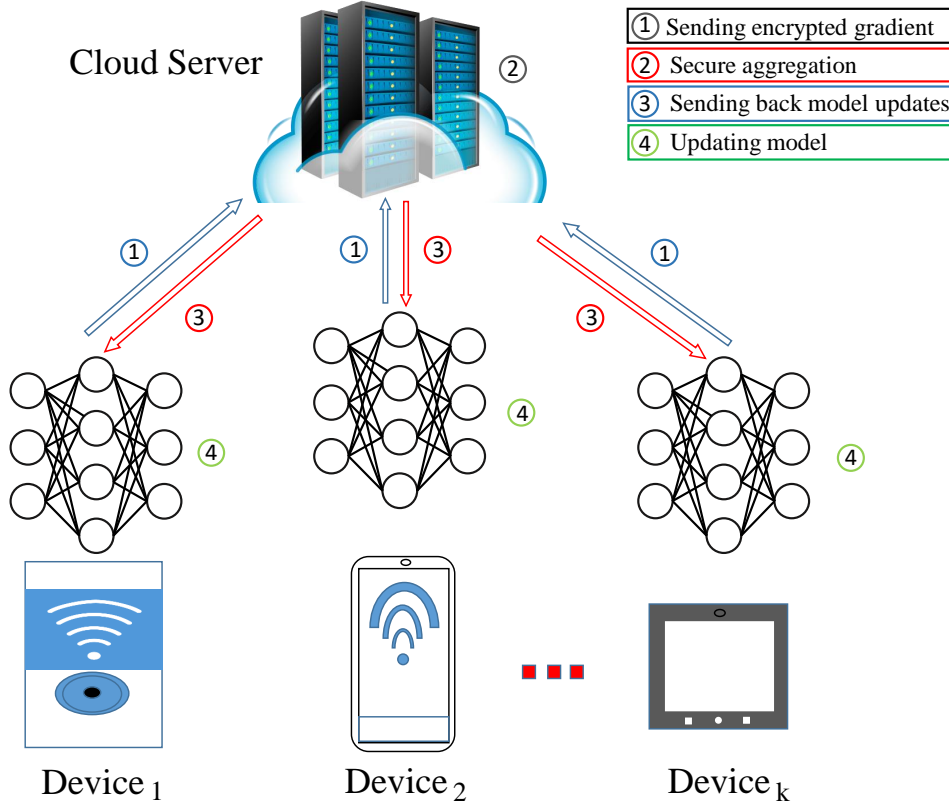 ① Sending encrypted gradient
Cloud Server
②
② Secure aggregation
③ Sending back model updates
④ Updating model
①
①
③
①
③
③
④
④
④
Device 1
Device 2
Device k